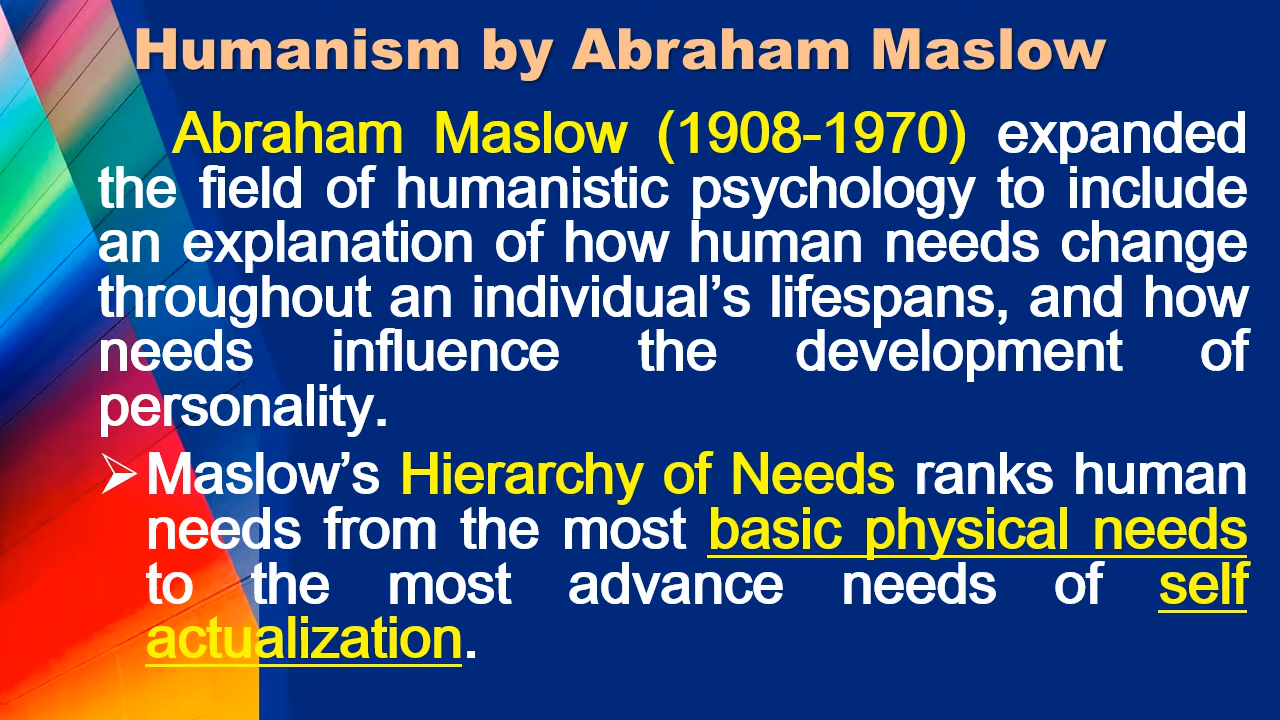 Humanism by Abraham Maslow
Abraham Maslow (1908-1970) expanded
the field of humanistic psychology to include
an explanation of how human needs change
throughout an individual’s lifespans, and how
needs influence the development of
personality.
➢Maslow’s Hierarchy of Needs ranks human
needs from the most basic physical needs
to the most advance needs of self
actualization.